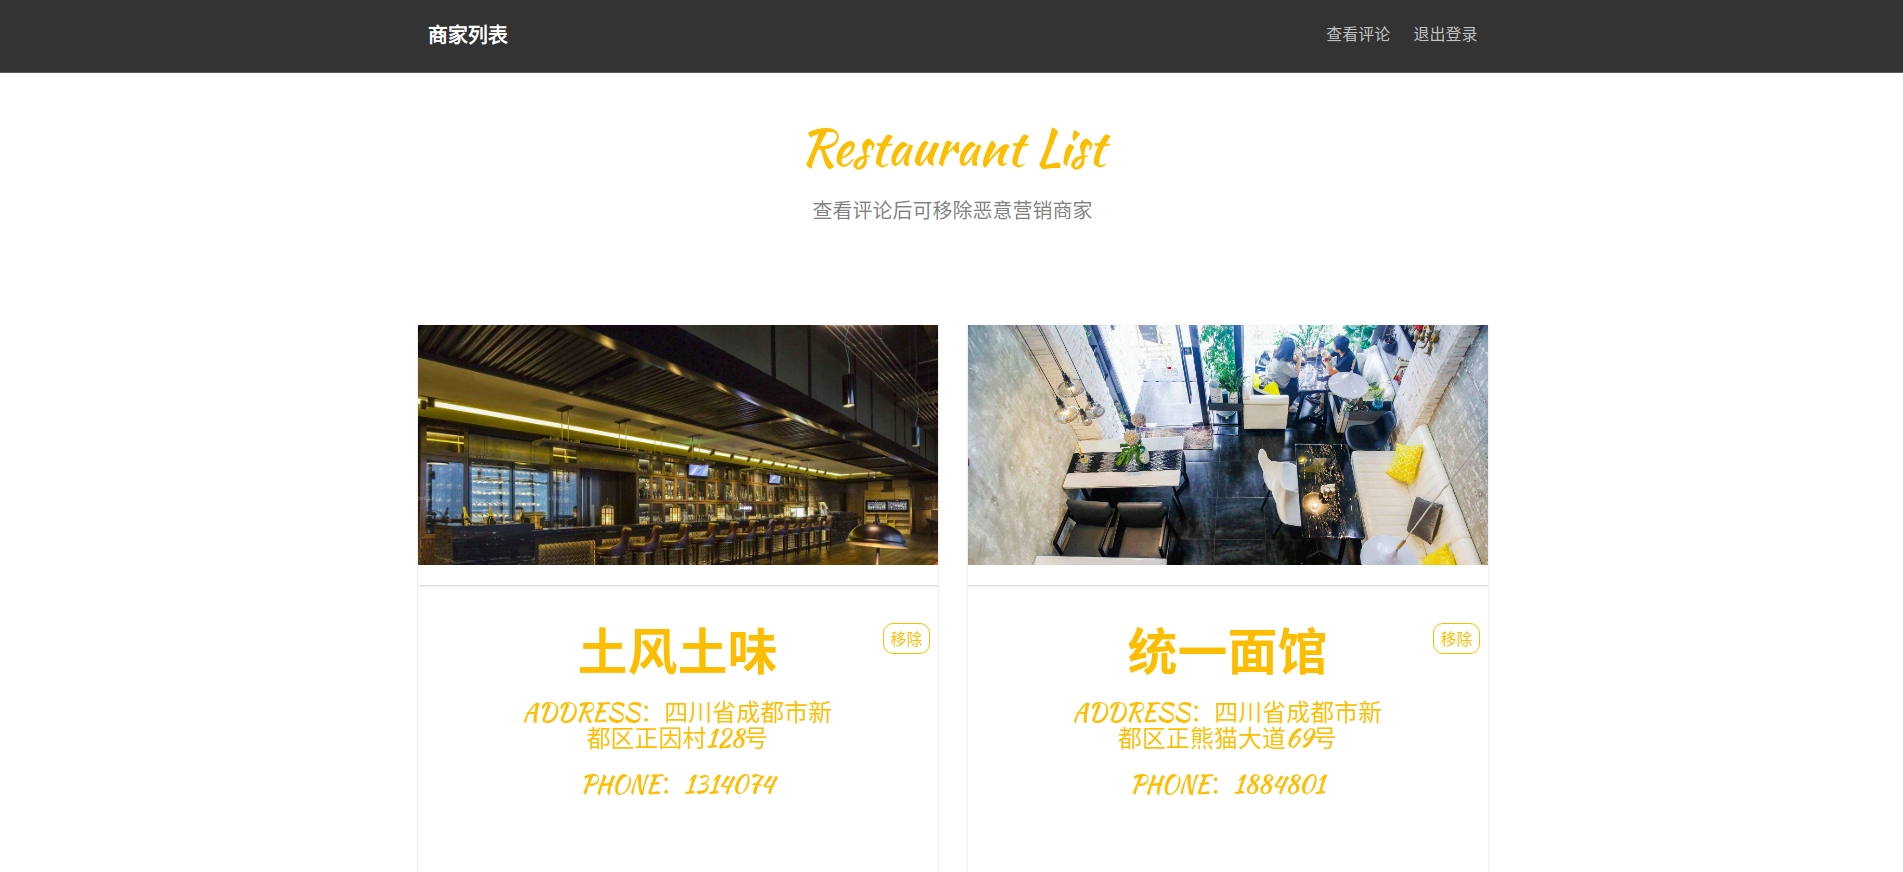 商家列表
查看评论 退出登录
Restaurant List
查看评论后可移除恶意营销商家
土风土味
移除
ADDRESS：四川省成都市新
都区正因村128号
PHONE：1314074
统一面馆
移除
ADDRESS：四川省成都市新
都区正熊猫大道69号
PHONE：1884801